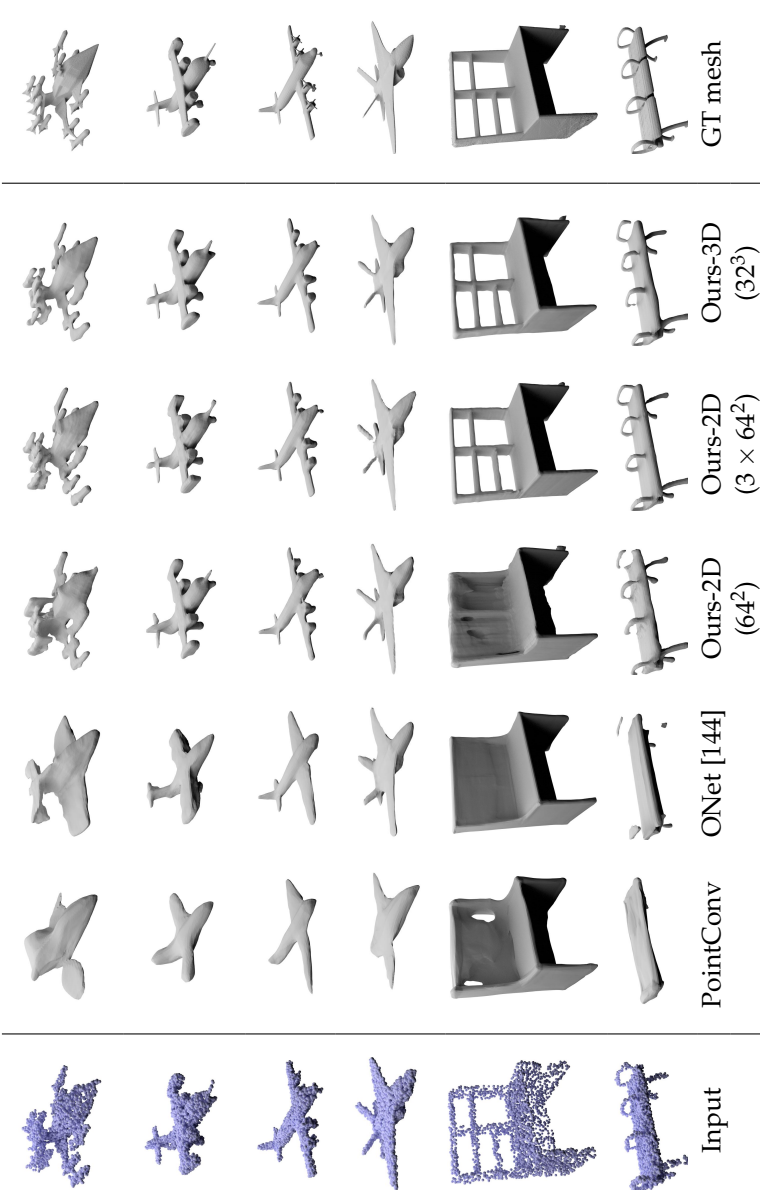 Input
PointConv
ONet [144]
Ours-2D
(64²)
Ours-2D
(3 × 64²)
Ours-3D
(32³)
GT mesh